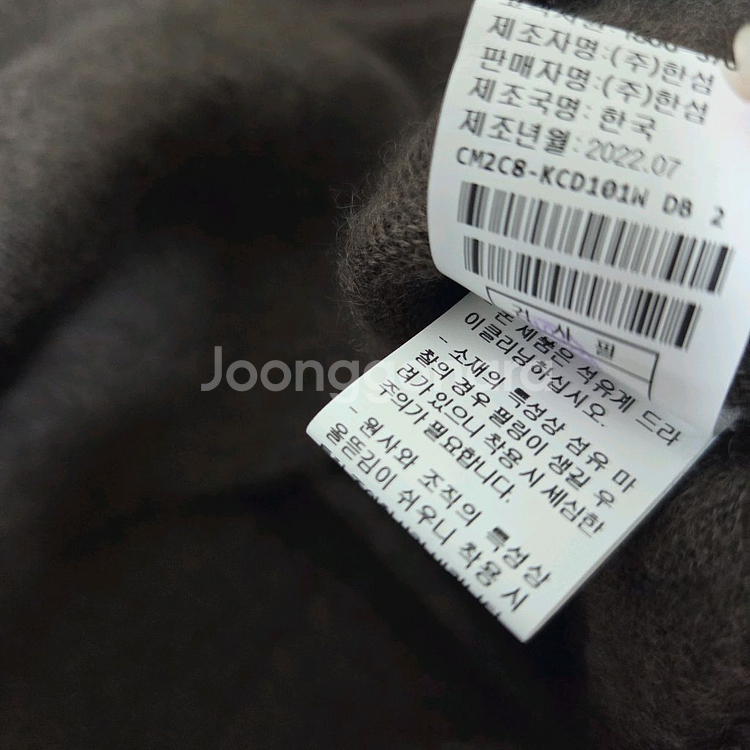 제조자명:(주)한섬
판매자명:(주)한섬
제조국명: 한국
제조년월:2022.07
CM2C8-KCD101W DB 2
검 사 필
본 제품은 석유계 드라
이클리닝하십시오.
- 소재의 특성상 섬유 마
찰의 경우 필링이 생길 우
려가 있으니 착용 시 세심한
주의가 필요합니다.
- 원사와 조직의 특성상
올뜯김이 쉬우니 착용 시
Joonggonara